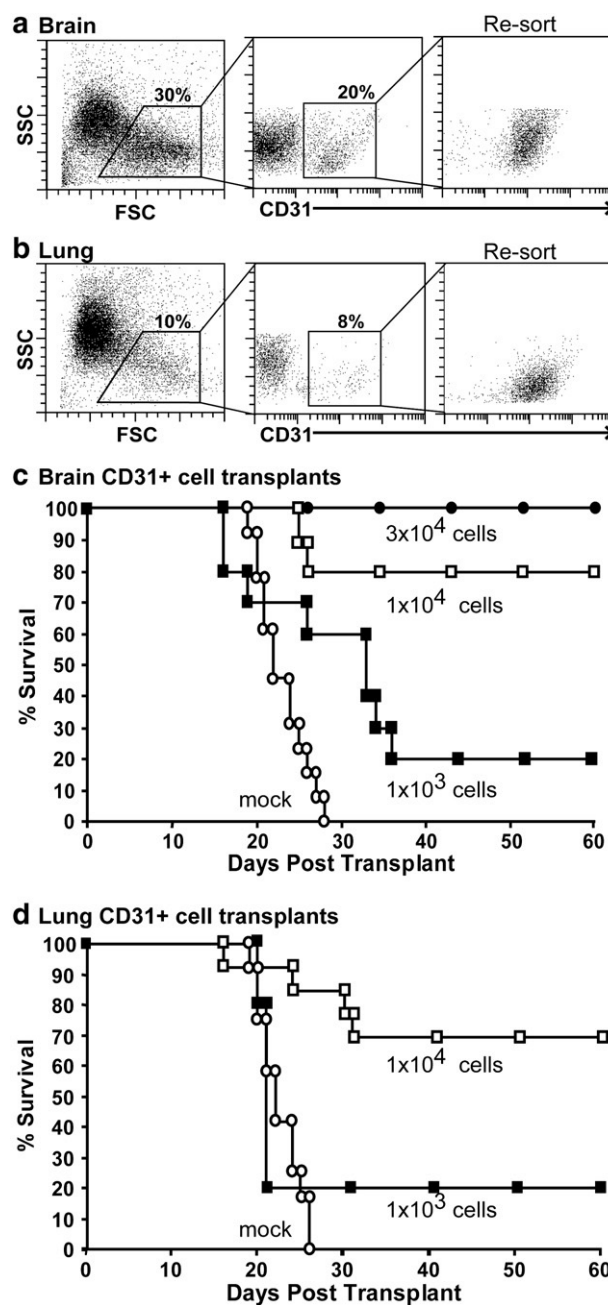 a Brain
Re-sort
30%
20%
SSC
FSC
CD31
b Lung
Re-sort
10%
8%
SSC
FSC
CD31
c Brain CD31+ cell transplants
100
90
80
70
60
50
40
30
20
10
0
% Survival
3x10⁴ cells
1x10⁴ cells
1x10³ cells
mock
0 10 20 30 40 50 60
Days Post Transplant
d Lung CD31+ cell transplants
100
90
80
70
60
50
40
30
20
10
0
% Survival
1x10⁴ cells
1x10³ cells
mock
0 10 20 30 40 50 60
Days Post Transplant